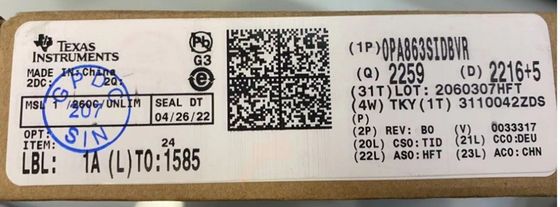 TEXAS
INSTRUMENTS
MADE IN: China
2DC: 2Q:
MSL 1 /260C/UNLIM
SEAL DT
04/26/22
OPT:
ITEM:
24
LBL: 1A (L)TO:1585
Pb
G3
e
GPDC
207
SIN
(1P) OPA863SIDBVR
(Q) 2259 (D) 2216+5
(31T)LOT: 2060307HFT
(4W) TKY(1T) 3110042ZDS
(P)
(2P) REV: B0 (V) 0033317
(20L) CSO:TID (21L) CCO:DEU
(22L) ASO:HFT (23L) ACO:CHN